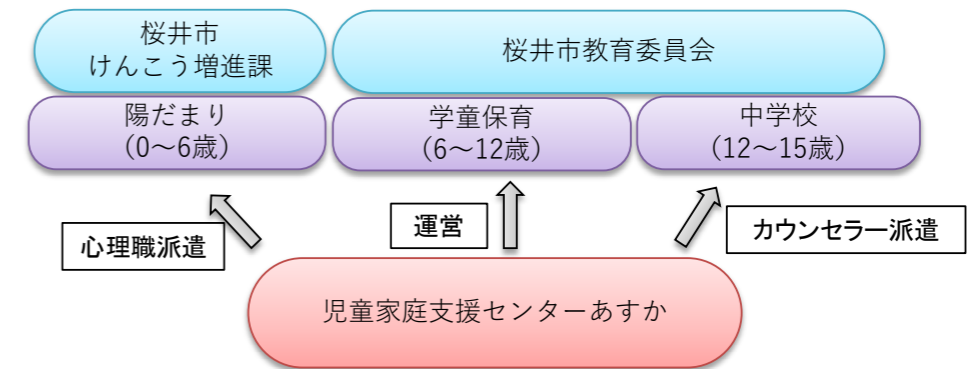 桜井市
けんこう増進課
桜井市教育委員会
陽だまり
(0〜6歳)
学童保育
(6〜12歳)
中学校
(12〜15歳)
心理職派遣
運営
カウンセラー派遣
児童家庭支援センターあすか